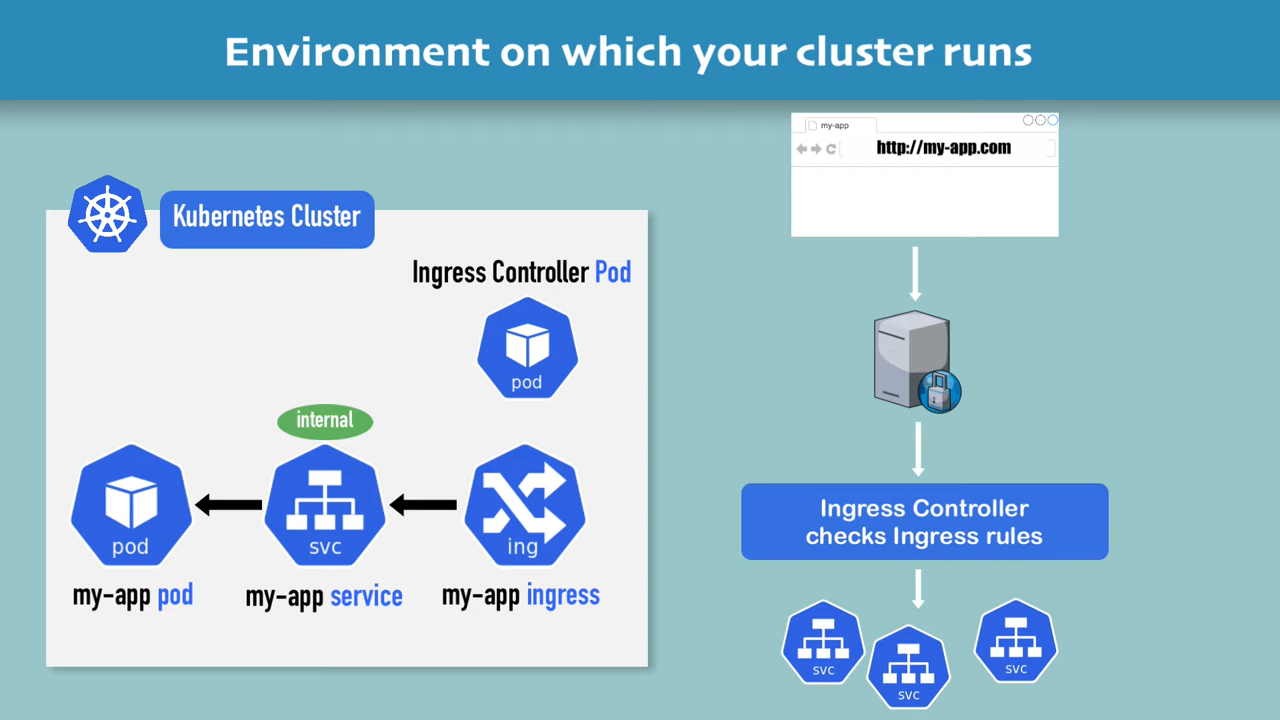 Environment on which your cluster runs
Kubernetes Cluster
Ingress Controller Pod
pod
internal
pod
svc
ing
my-app pod
my-app service
my-app ingress
my-app
http://my-app.com
Ingress Controller
checks Ingress rules
svc
svc
svc